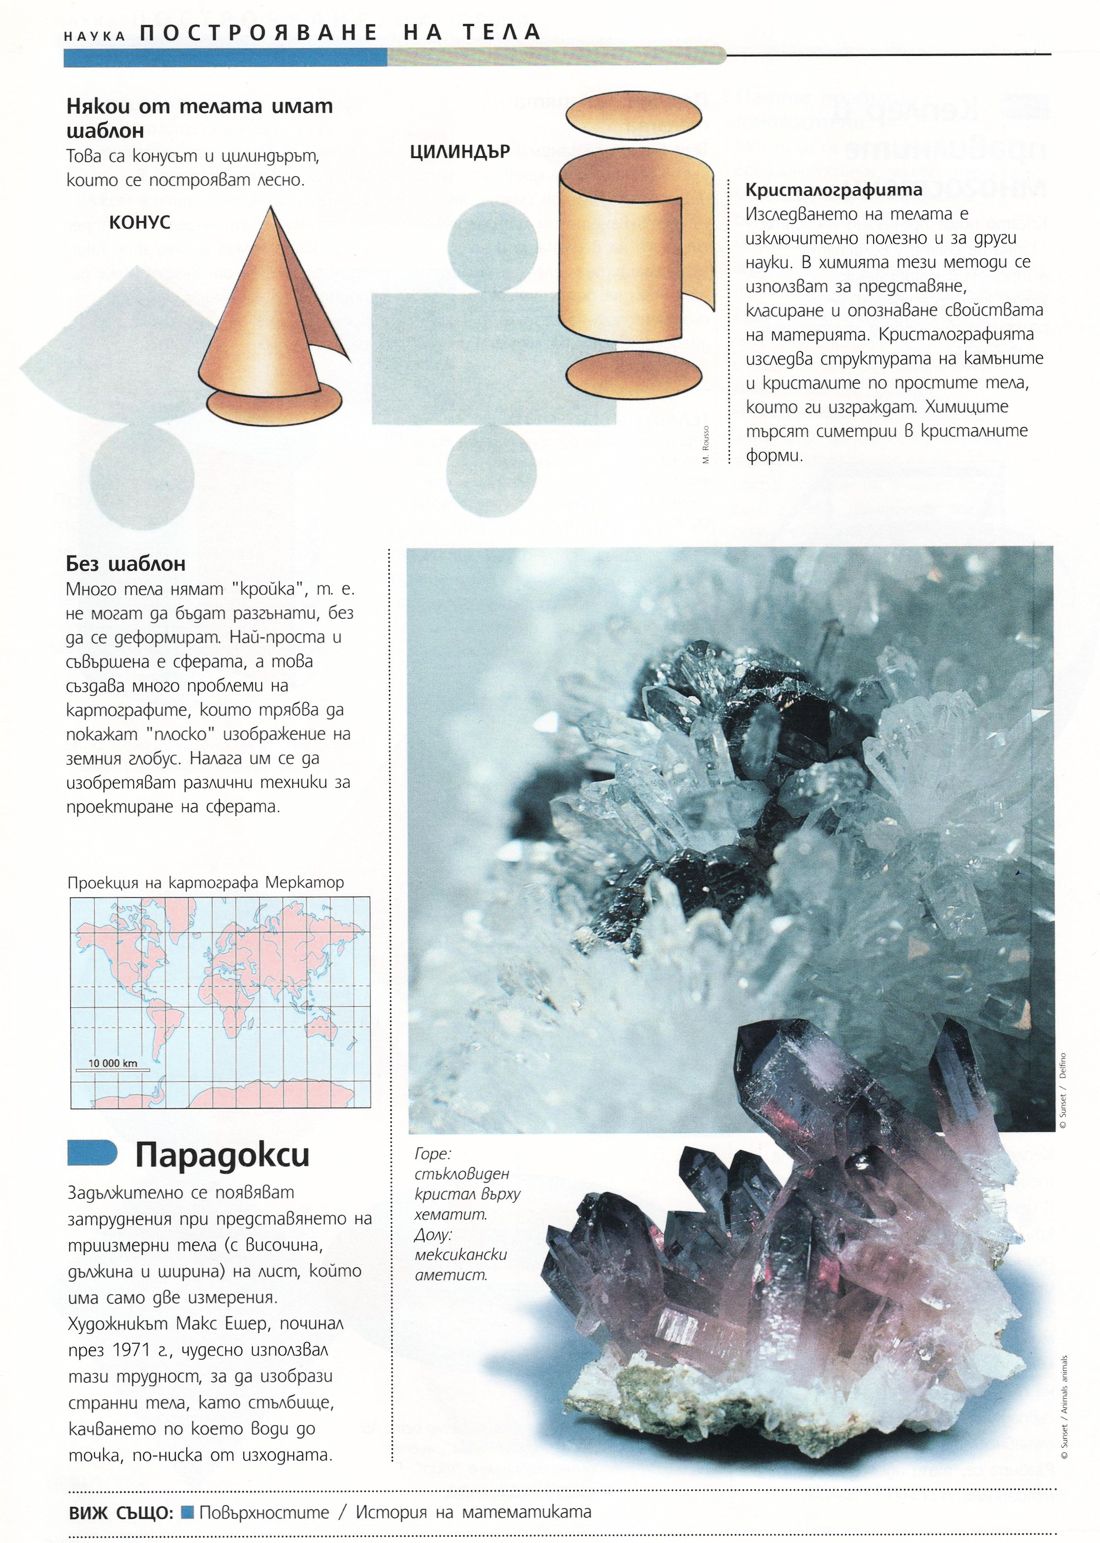 НАУКА ПОСТРОЯВАНЕ НА ТЕЛА
Някои от телата имат
шаблон
Това са конусът и цилиндърът,
които се построяват лесно.
КОНУС
ЦИЛИНДЪР
M. Rousso
Кристалографията
Изследването на телата е
изключително полезно и за други
науки. В химията тези методи се
използват за представяне,
класиране и опознаване свойствата
на материята. Кристалографията
изследва структурата на камъните
и кристалите по простите тела,
които ги изграждат. Химиците
търсят симетрии в кристалните
форми.
Без шаблон
Много тела нямат "кройка", т. е.
не могат да бъдат разгънати, без
да се деформират. Най-проста и
съвършена е сферата, а това
създава много проблеми на
картографите, които трябва да
покажат "плоско" изображение на
земния глобус. Налага им се да
изобретяват различни техники за
проектиране на сферата.
Проекция на картографа Меркатор
10 000 km
Парадокси
Задължително се появяват
затруднения при представянето на
триизмерни тела (с височина,
дължина и ширина) на лист, който
има само две измерения.
Художникът Макс Ешер, починал
през 1971 г., чудесно използвал
тази трудност, за да изобрази
странни тела, като стълбище,
качването по което води до
точка, по-ниска от изходната.
© Sunset / Delfino
Горе:
стъкловиден
кристал върху
хематит.
Долу:
мексикански
аметист.
© Sunset / Animals animals
ВИЖ СЪЩО: Повърхностите / История на математиката